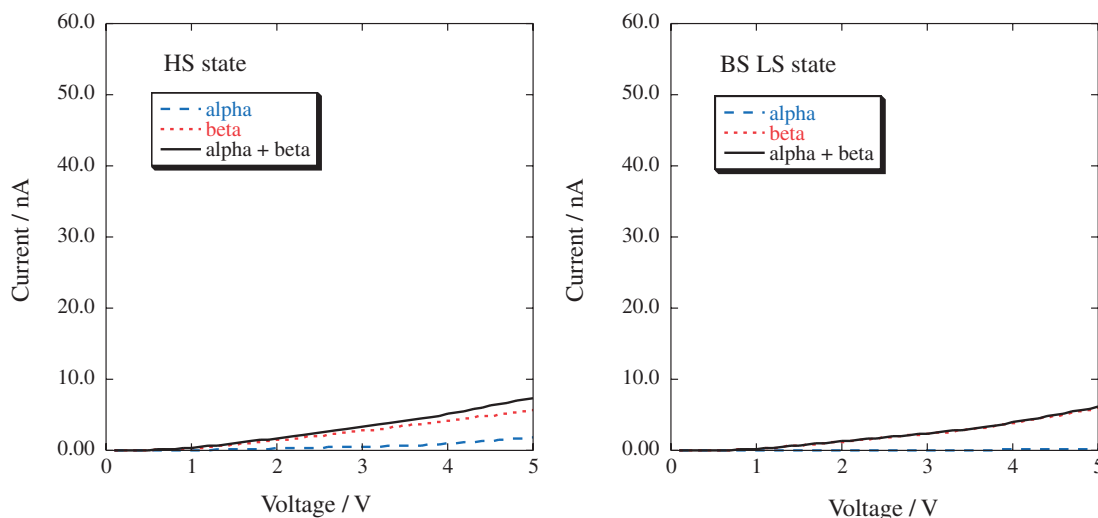 60.0
50.0
40.0
30.0
20.0
10.0
0.00
Current / nA
HS state
alpha
beta
alpha + beta
0 1 2 3 4 5
Voltage / V
60.0
50.0
40.0
30.0
20.0
10.0
0.00
Current / nA
BS LS state
alpha
beta
alpha + beta
0 1 2 3 4 5
Voltage / V